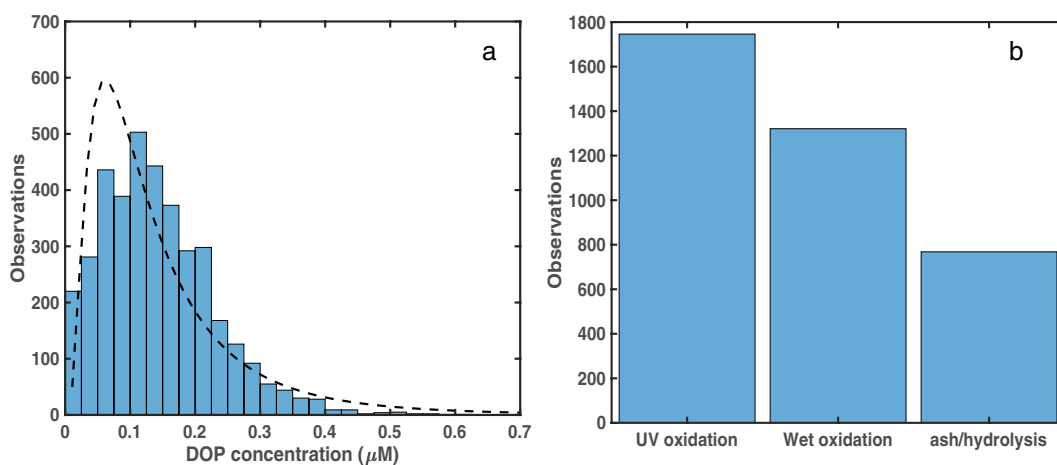 a
700
600
500
400
300
200
100
0
Observations
0 0.1 0.2 0.3 0.4 0.5 0.6 0.7
DOP concentration (μM)
b
1800
1600
1400
1200
1000
800
600
400
200
0
Observations
UV oxidation Wet oxidation ash/hydrolysis